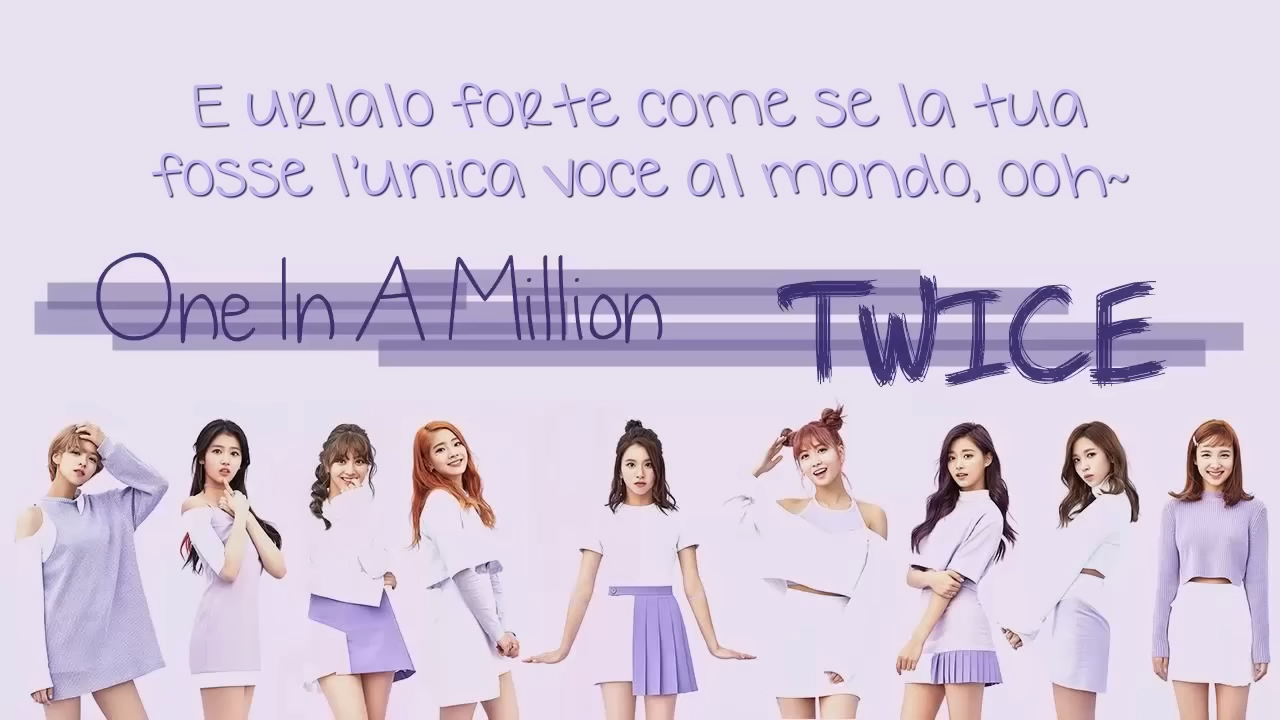 E urlalo forte come se la tua
fosse l'unica voce al mondo, ooh~
One In A Million TWICE